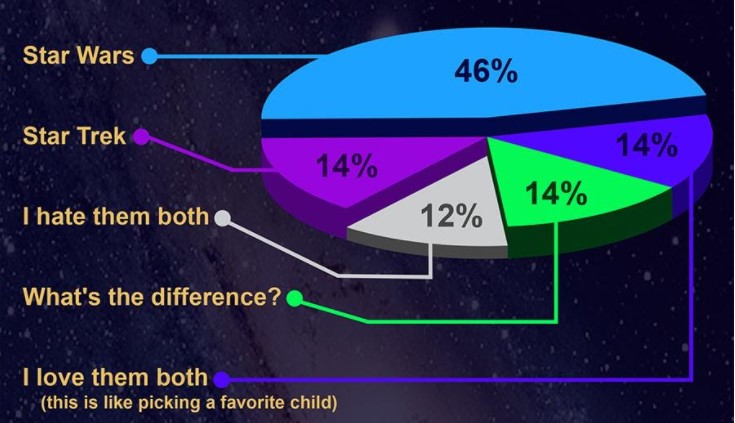 Star Wars
46%
Star Trek
14%
14%
14%
I hate them both
12%
What's the difference?
I love them both
(this is like picking a favorite child)